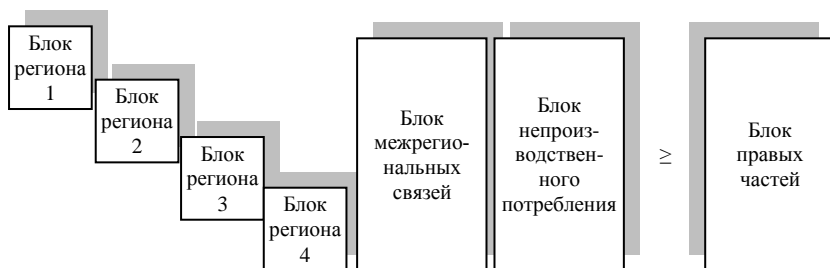 Блок
региона
1
Блок
региона
2
Блок
региона
3
Блок
региона
4
Блок
межрегио-
нальных
связей
Блок
непроиз-
водствен-
ного
потребления
≥
Блок
правых
частей